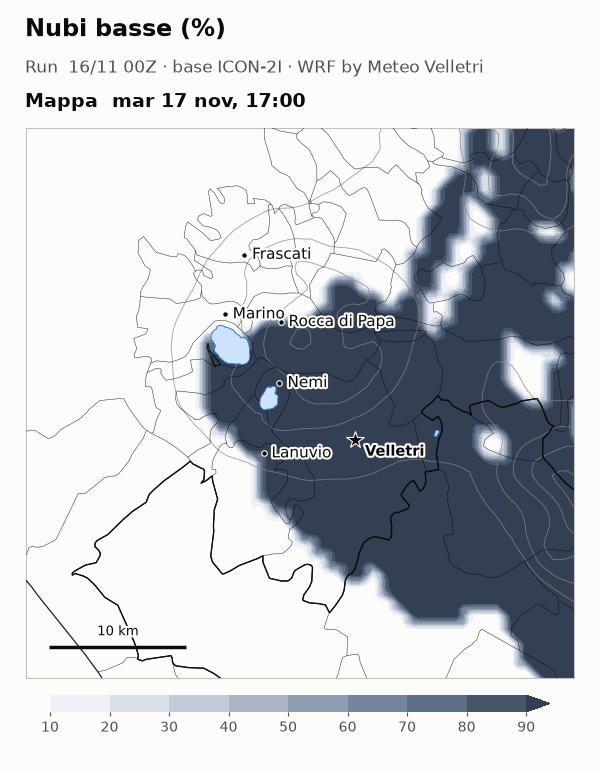 Nubi basse (%)
Run  16/11 00Z · base ICON-2I · WRF by Meteo Velletri
Mappa  mar 17 nov, 17:00
Frascati
Marino
Rocca di Papa
Nemi
Velletri
Lanuvio
10 km
10 20 30 40 50 60 70 80 90